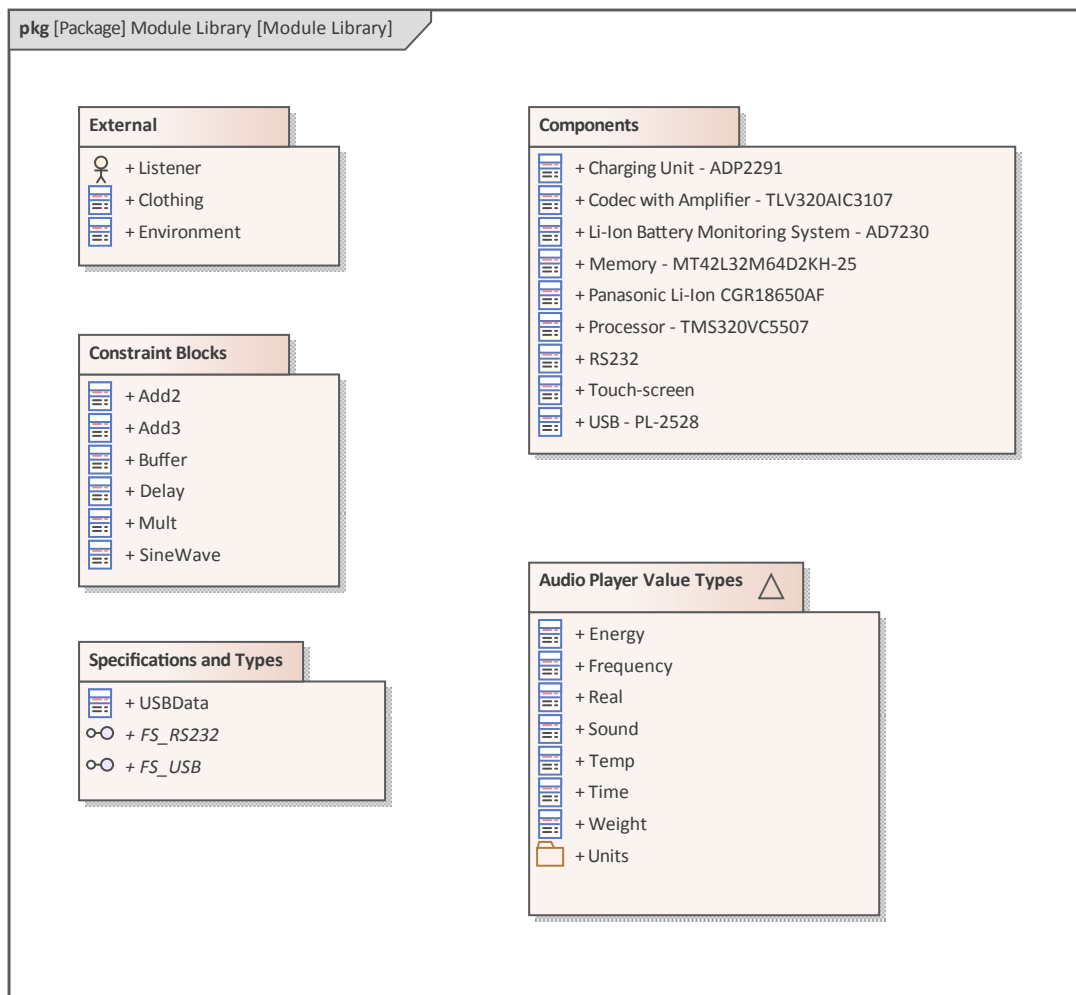 pkg [Package] Module Library [Module Library]
External
+ Listener
+ Clothing
+ Environment
Constraint Blocks
+ Add2
+ Add3
+ Buffer
+ Delay
+ Mult
+ SineWave
Specifications and Types
+ USBData
+ FS_RS232
+ FS_USB
Components
+ Charging Unit - ADP2291
+ Codec with Amplifier - TLV320AIC3107
+ Li-Ion Battery Monitoring System - AD7230
+ Memory - MT42L32M64D2KH-25
+ Panasonic Li-Ion CGR18650AF
+ Processor - TMS320VC5507
+ RS232
+ Touch-screen
+ USB - PL-2528
Audio Player Value Types
+ Energy
+ Frequency
+ Real
+ Sound
+ Temp
+ Time
+ Weight
+ Units